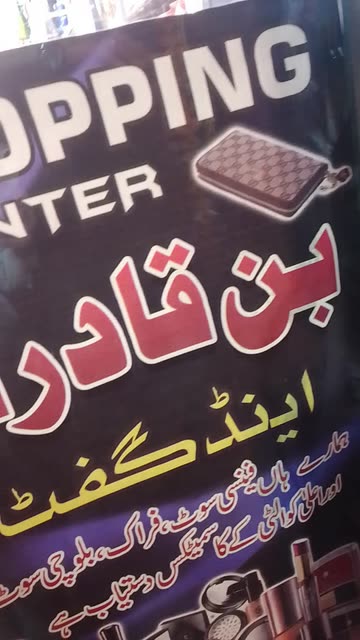 OPPING
NTER
بن قادر
اینڈ گفٹ
ہمارے ہاں فینسی سوٹ، فراک، بلوچی سوٹ
اور اعلیٰ کوالٹی کے کاسمیٹکس دستیاب ہے